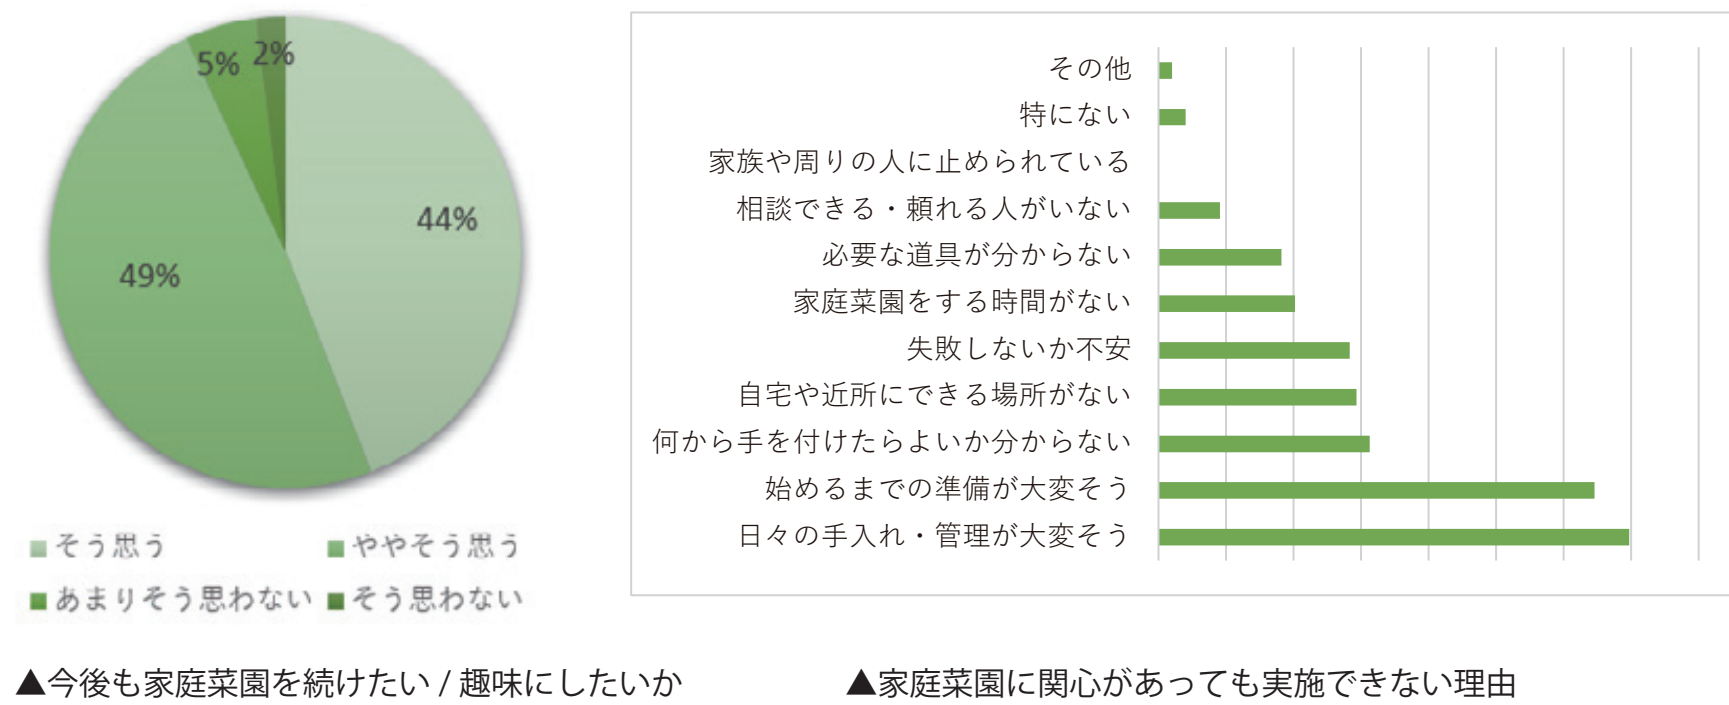 5%
2%
44%
49%
そう思う
ややそう思う
あまりそう思わない
そう思わない
その他
特にない
家族や周りの人に止められている
相談できる・頼れる人がいない
必要な道具が分からない
家庭菜園をする時間がない
失敗しないか不安
自宅や近所にできる場所がない
何から手を付けたらよいか分からない
始めるまでの準備が大変そう
日々の手入れ・管理が大変そう
▲今後も家庭菜園を続けたい / 趣味にしたいか
▲家庭菜園に関心があっても実施できない理由